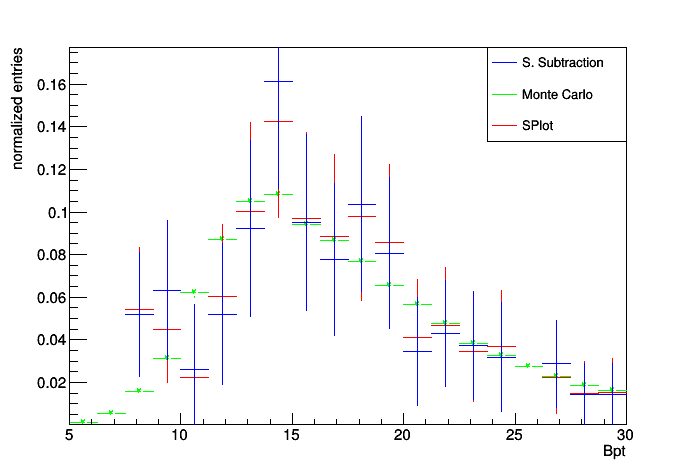 normalized entries
0.16
0.14
0.12
0.1
0.08
0.06
0.04
0.02
S. Subtraction
Monte Carlo
SPlot
5 10 15 20 25 30
Bpt